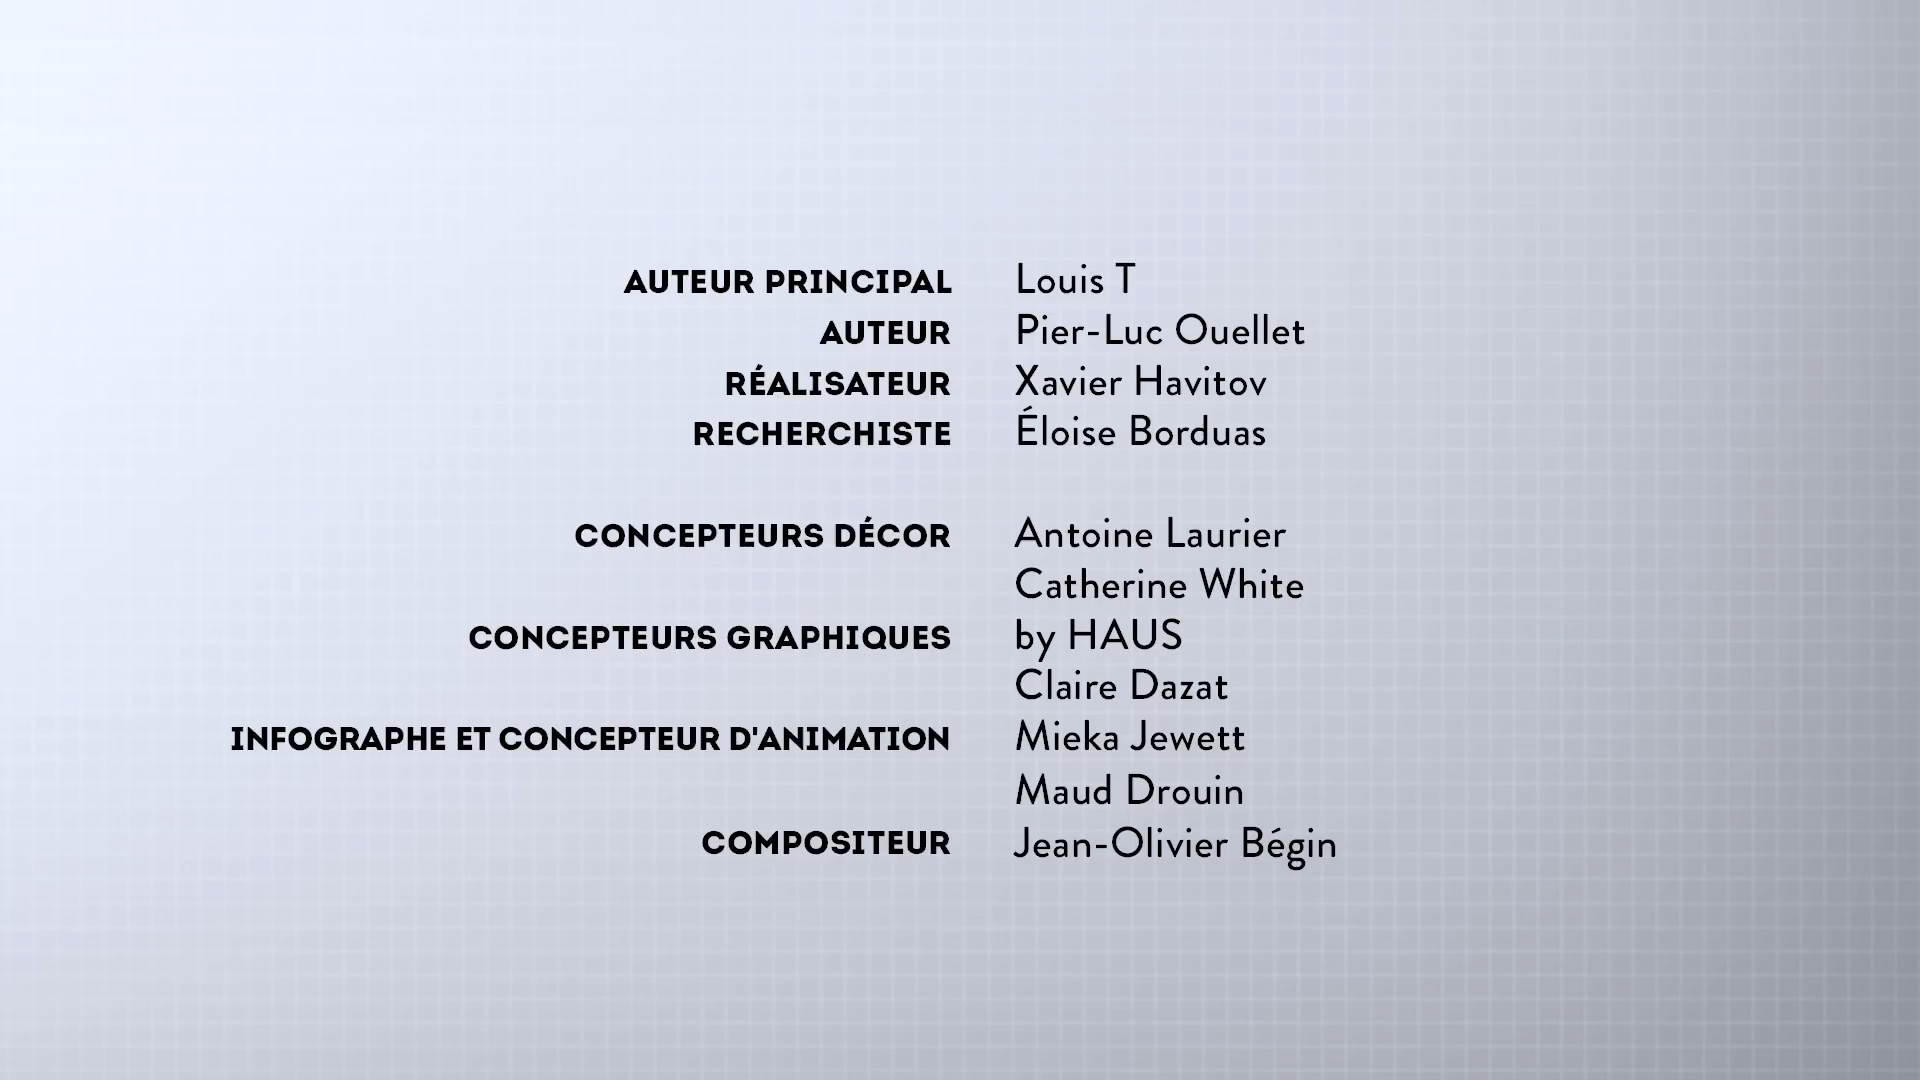 AUTEUR PRINCIPAL Louis T
AUTEUR Pier-Luc Ouellet
RÉALISATEUR Xavier Havitov
RECHERCHISTE Éloise Borduas
CONCEPTEURS DÉCOR Antoine Laurier
Catherine White
CONCEPTEURS GRAPHIQUES by HAUS
Claire Dazat
INFOGRAPHE ET CONCEPTEUR D'ANIMATION Mieka Jewett
Maud Drouin
COMPOSITEUR Jean-Olivier Bégin